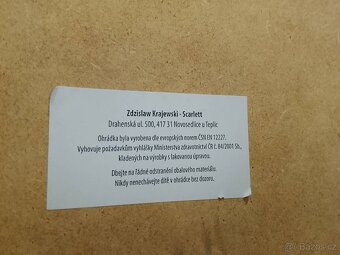 Zdzislaw Krajewski - Scarlett
Drahenská ul. 500, 417 31 Novosedlice u Teplic
Ohrádka byla vyrobena dle evropských norem ČSN EN 12227.
Vyhovuje požadavkům vyhlášky Ministerstva zdravotnictví ČR č. 84/2001 Sb.,
kladených na výrobky s lakovanou úpravou.
Dbejte na řádné odstranění obalového materiálu.
Nikdy nenechávejte dítě v ohrádce bez dozoru.
Bazoš.cz